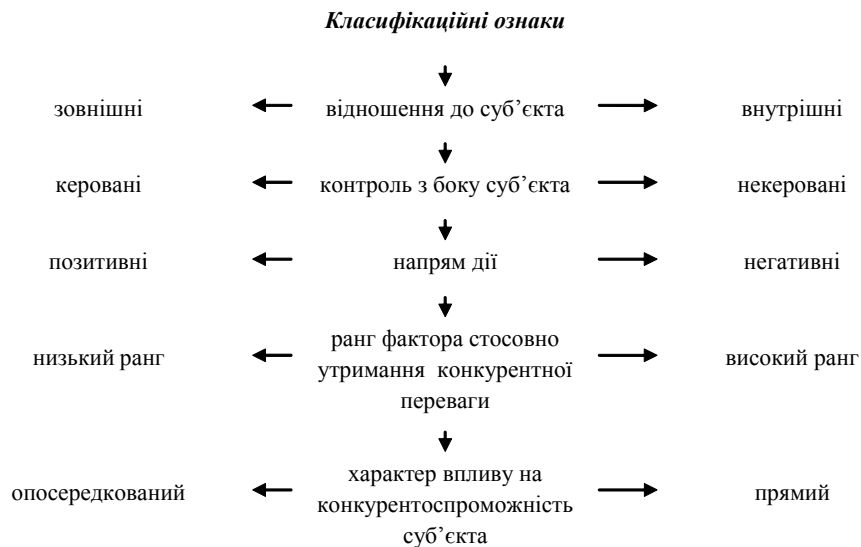 Класифікаційні ознаки
зовнішні відношення до суб’єкта внутрішні
керовані контроль з боку суб’єкта некеровані
позитивні напрям дії негативні
ранг фактора стосовно
низький ранг утримання конкурентної високий ранг
переваги
характер впливу на
опосередкований конкурентоспроможність прямий
суб’єкта